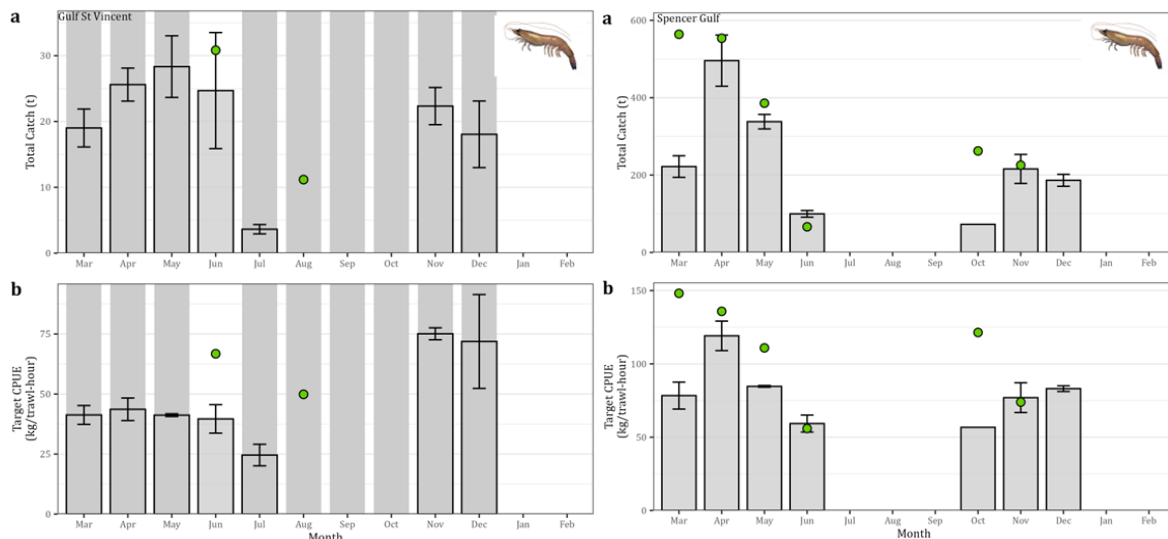 a
Gulf St Vincent
Total Catch (t)
30
20
10
0
Mar Apr May Jun Jul Aug Sep Oct Nov Dec Jan Feb
b
Target CPUE
(kg/trawl-hour)
75
50
25
0
Mar Apr May Jun Jul Aug Sep Oct Nov Dec Jan Feb
Month
a
Spencer Gulf
Total Catch (t)
600
400
200
0
Mar Apr May Jun Jul Aug Sep Oct Nov Dec Jan Feb
b
Target CPUE
(kg/trawl-hour)
150
100
50
0
Mar Apr May Jun Jul Aug Sep Oct Nov Dec Jan Feb
Month